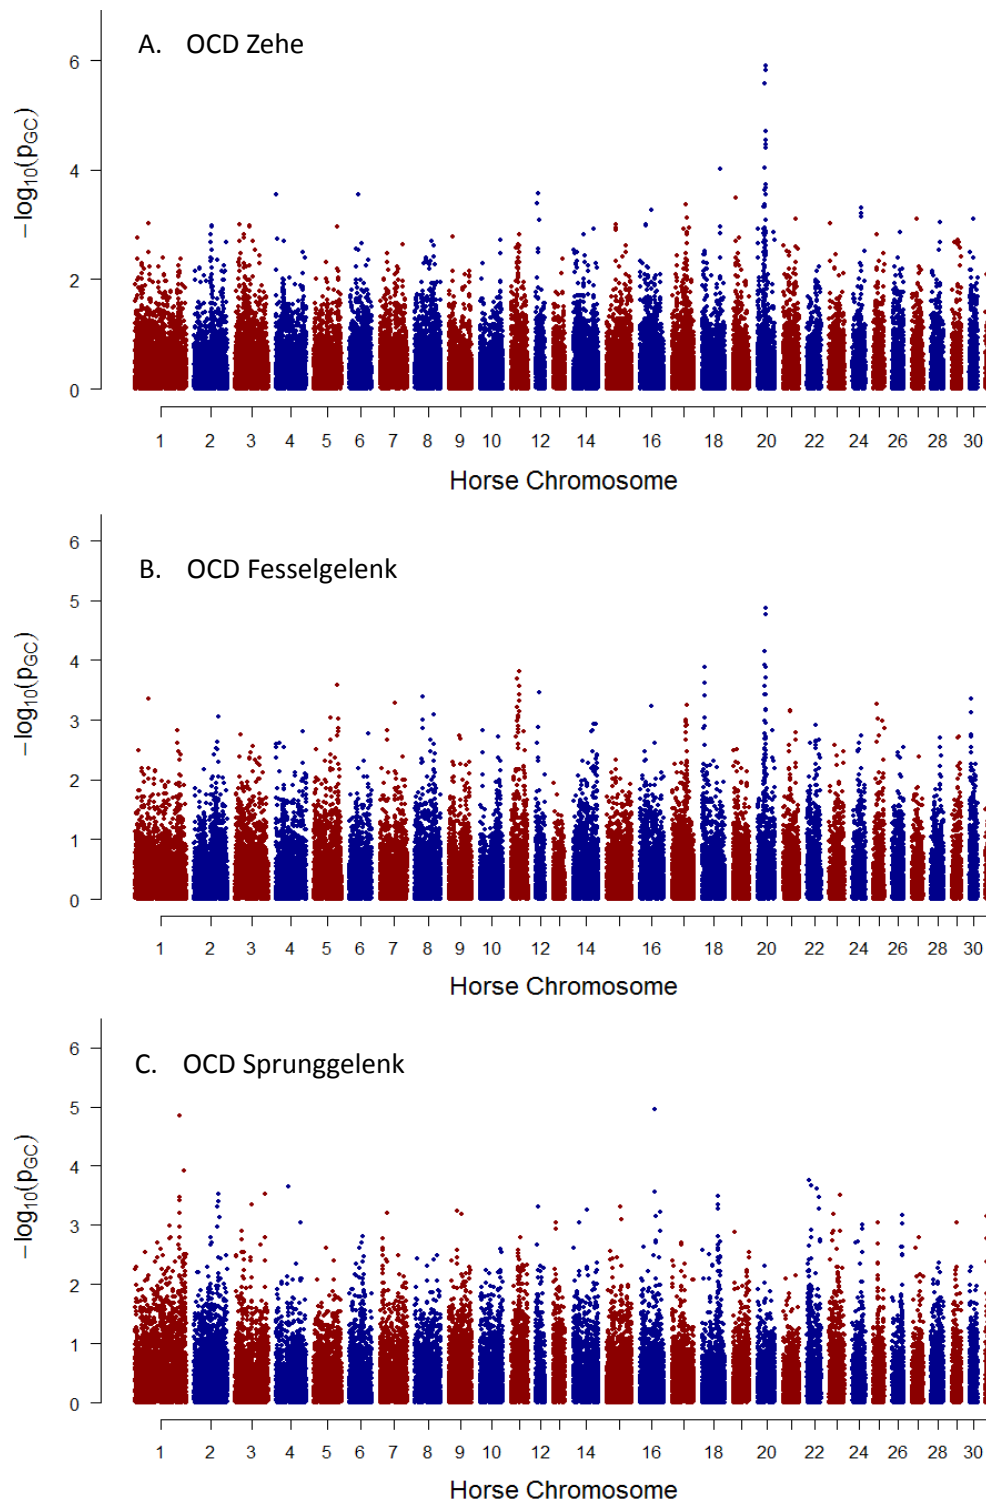 A. OCD Zehe
6
4
2
0
−log10(pGC)
1 2 3 4 5 6 7 8 9 10 12 14 16 18 20 22 24 26 28 30
Horse Chromosome
B. OCD Fesselgelenk
6
5
4
3
2
1
0
−log10(pGC)
1 2 3 4 5 6 7 8 9 10 12 14 16 18 20 22 24 26 28 30
Horse Chromosome
C. OCD Sprunggelenk
6
5
4
3
2
1
0
−log10(pGC)
1 2 3 4 5 6 7 8 9 10 12 14 16 18 20 22 24 26 28 30
Horse Chromosome